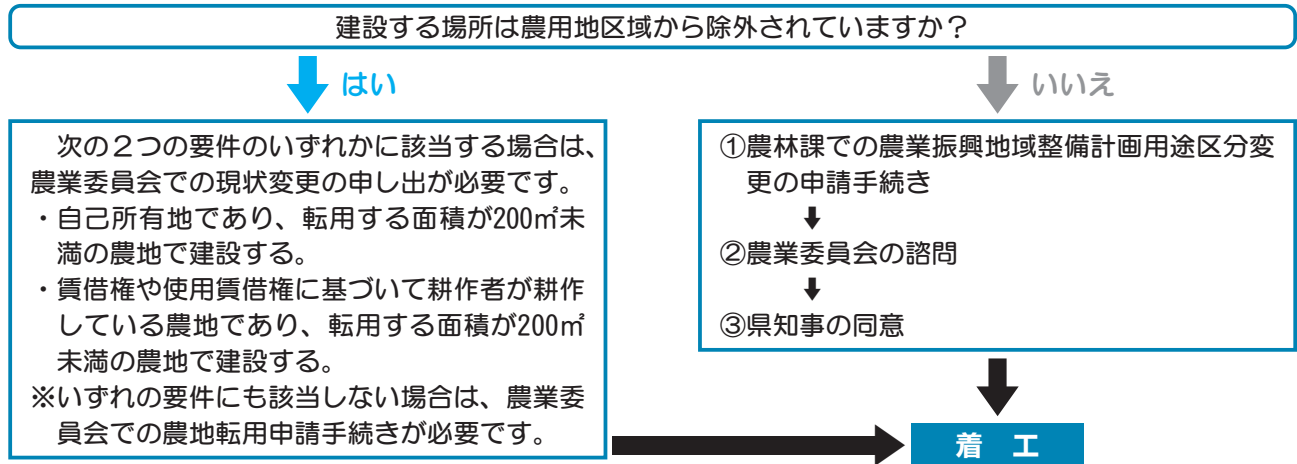 建設する場所は農用地区域から除外されていますか？
はい
いいえ
　次の２つの要件のいずれかに該当する場合は、
農業委員会での現状変更の申し出が必要です。
・自己所有地であり、転用する面積が200㎡未
満の農地で建設する。
・賃借権や使用賃借権に基づいて耕作者が耕作
している農地であり、転用する面積が200㎡
未満の農地で建設する。
※いずれの要件にも該当しない場合は、農業委
員会での農地転用申請手続きが必要です。
①農林課での農業振興地域整備計画用途区分変
更の申請手続き
②農業委員会の諮問
③県知事の同意
着　工